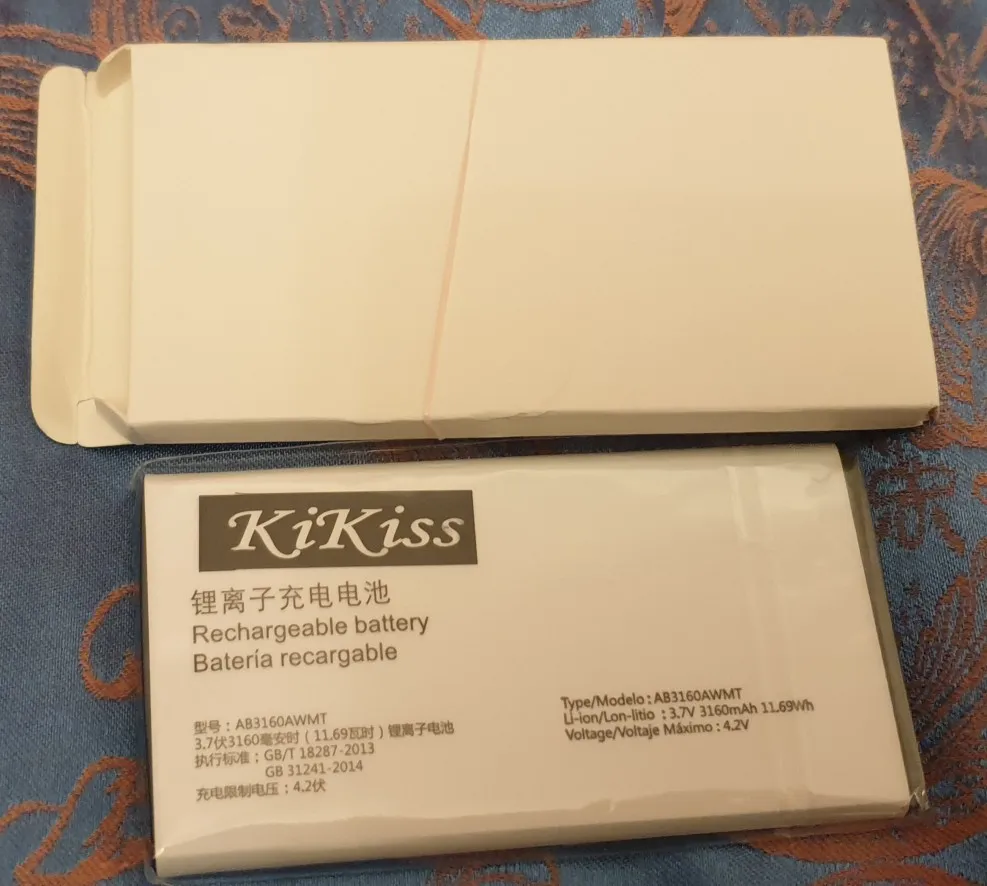 KiKiss
锂离子充电电池
Rechargeable battery
Batería recargable
型号：AB3160AWMT
3.7伏3160毫安时（11.69瓦时）锂离子电池
执行标准：GB/T 18287-2013
GB 31241-2014
充电限制电压：4.2伏
Type/Modelo : AB3160AWMT
Li-ion/Lon-litio : 3.7V 3160mAh 11.69Wh
Voltage/Voltaje Máximo : 4.2V